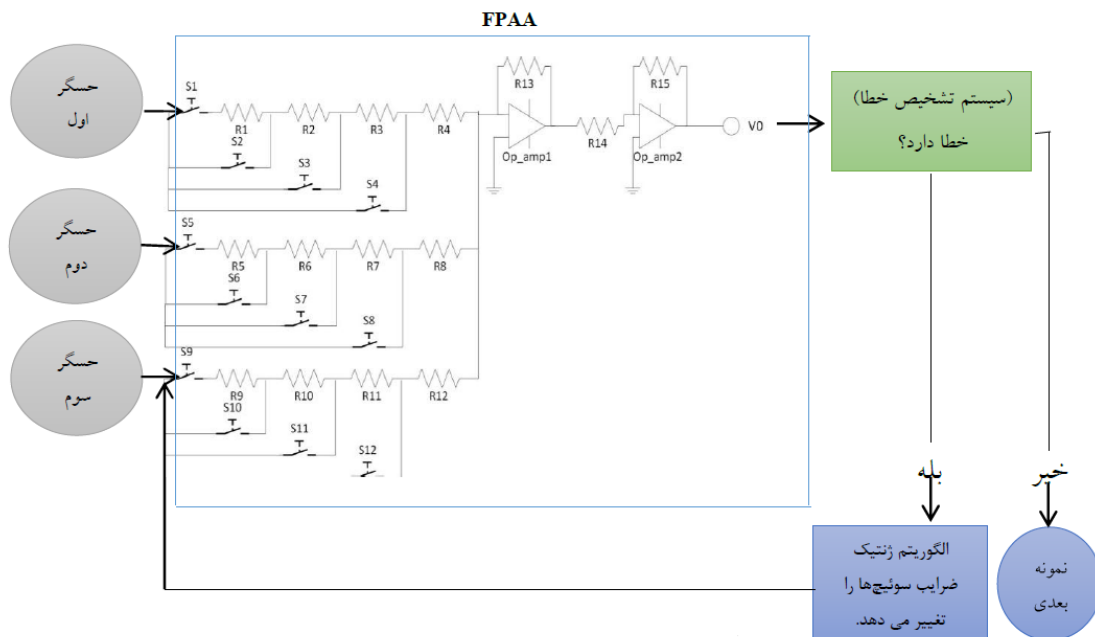 FPAA
حسگر
اول
S1
R1
R2
R3
R4
S2
S3
S4
R13
Op_amp1
R14
R15
Op_amp2
V0
(سیستم تشخیص خطا)
خطا دارد؟
حسگر
دوم
S5
R5
R6
R7
R8
S6
S7
S8
حسگر
سوم
S9
R9
R10
R11
R12
S10
S11
S12
بله
خیر
الگوریتم ژنتیک
ضرایب سوئیچ‌ها را
تغییر می دهد.
نمونه
بعدی